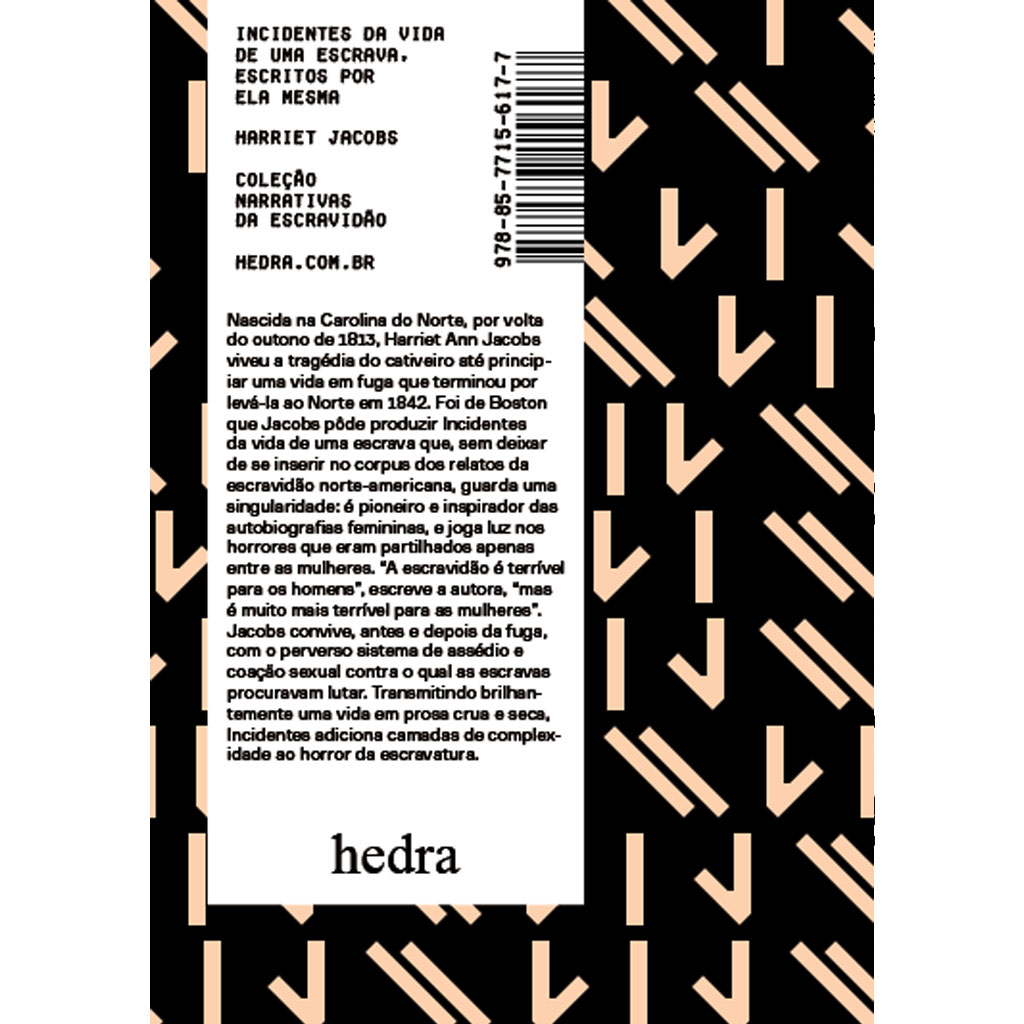 INCIDENTES DA VIDA
DE UMA ESCRAVA,
ESCRITOS POR
ELA MESMA
HARRIET JACOBS
COLEÇÃO
NARRATIVAS
DA ESCRAVIDÃO
HEDRA.COM.BR
978-85-7715-617-7
Nascida na Carolina do Norte, por volta
do outono de 1813, Harriet Ann Jacobs
viveu a tragédia do cativeiro até princip-
iar uma vida em fuga que terminou por
levá-la ao Norte em 1842. Foi de Boston
que Jacobs pôde produzir Incidentes
da vida de uma escrava que, sem deixar
de se inserir no corpus dos relatos da
escravidão norte-americana, guarda uma
singularidade: é pioneiro e inspirador das
autobiografias femininas, e joga luz nos
horrores que eram partilhados apenas
entre as mulheres. "A escravidão é terrível
para os homens", escreve a autora, "mas
é muito mais terrível para as mulheres".
Jacobs convive, antes e depois da fuga,
com o perverso sistema de assédio e
coação sexual contra o qual as escravas
procuravam lutar. Transmitindo brilhan-
temente uma vida em prosa crua e seca,
Incidentes adiciona camadas de complex-
idade ao horror da escravatura.
hedra